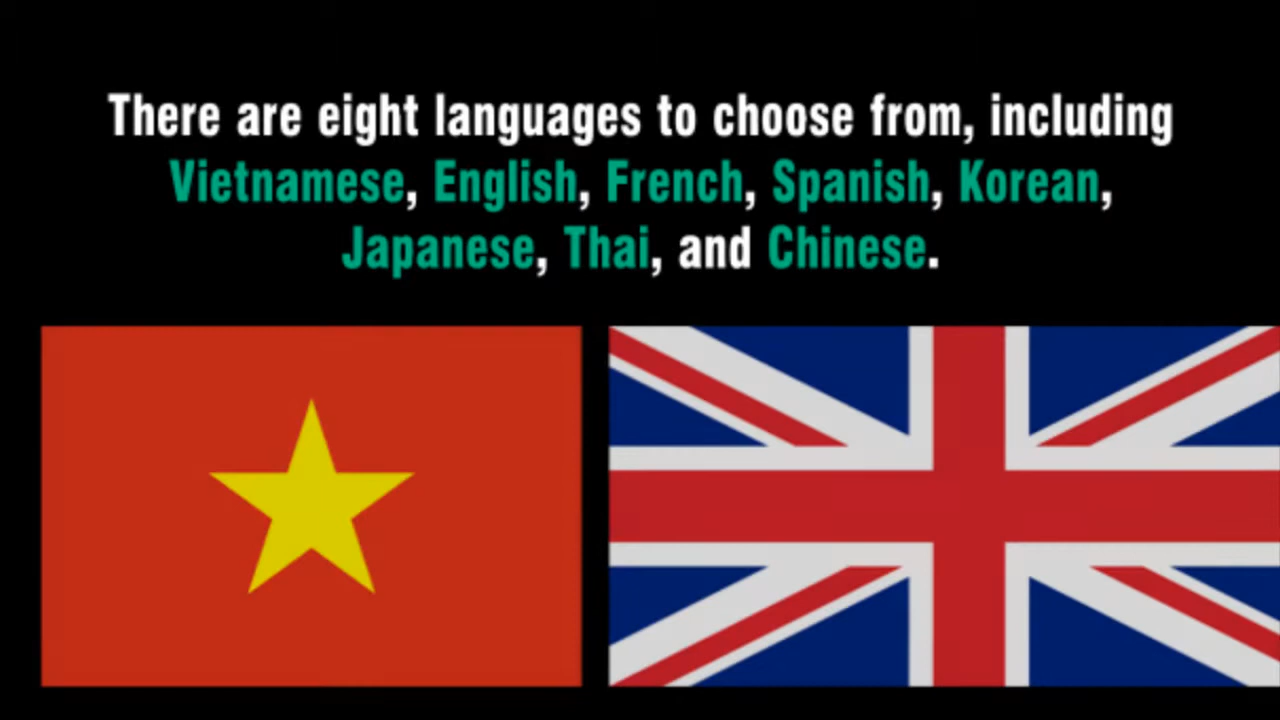 There are eight languages to choose from, including
Vietnamese, English, French, Spanish, Korean,
Japanese, Thai, and Chinese.